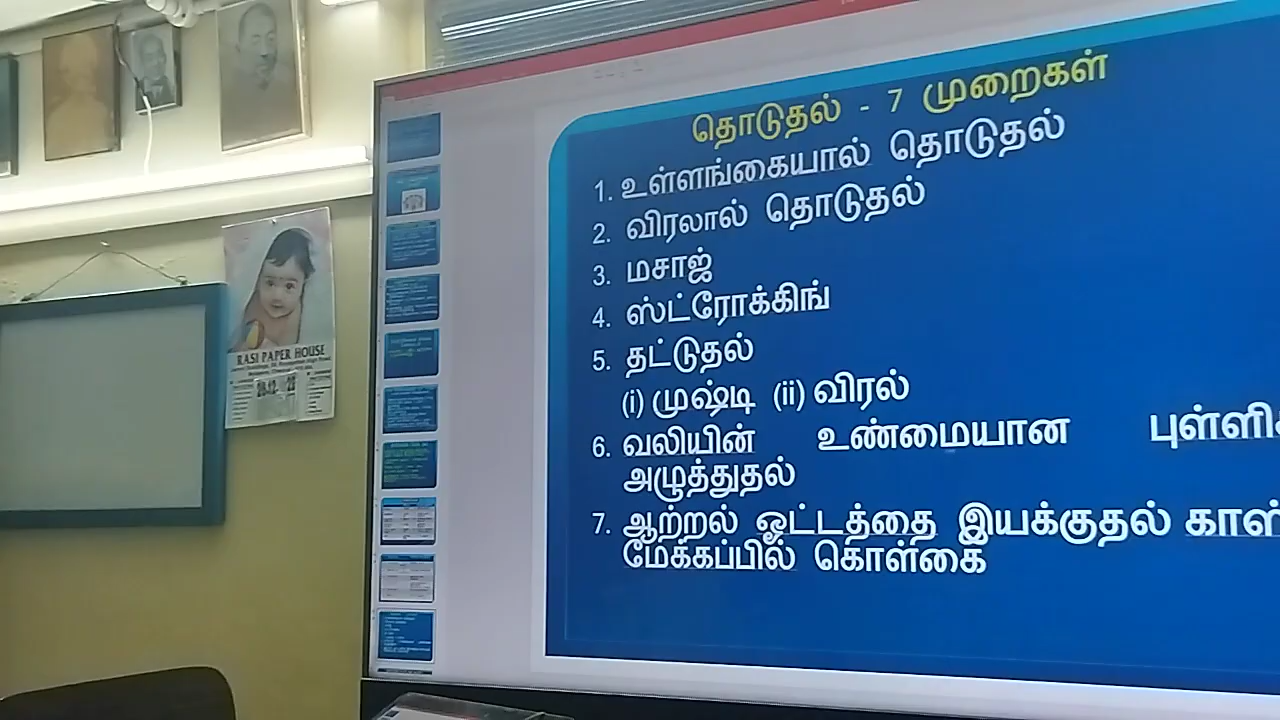 தொடுதல் - 7 முறைகள்
1. உள்ளங்கையால் தொடுதல்
2. விரலால் தொடுதல்
3. மசாஜ்
4. ஸ்ட்ரோக்கிங்
5. தட்டுதல்
(i) முஷ்டி (ii) விரல்
6. வலியின் உண்மையான
அழுத்துதல்
7. ஆற்றல் ஓட்டத்தை இயக்குதல்
மேக்கப்பில் கொள்கை
RASI PAPER HOUSE